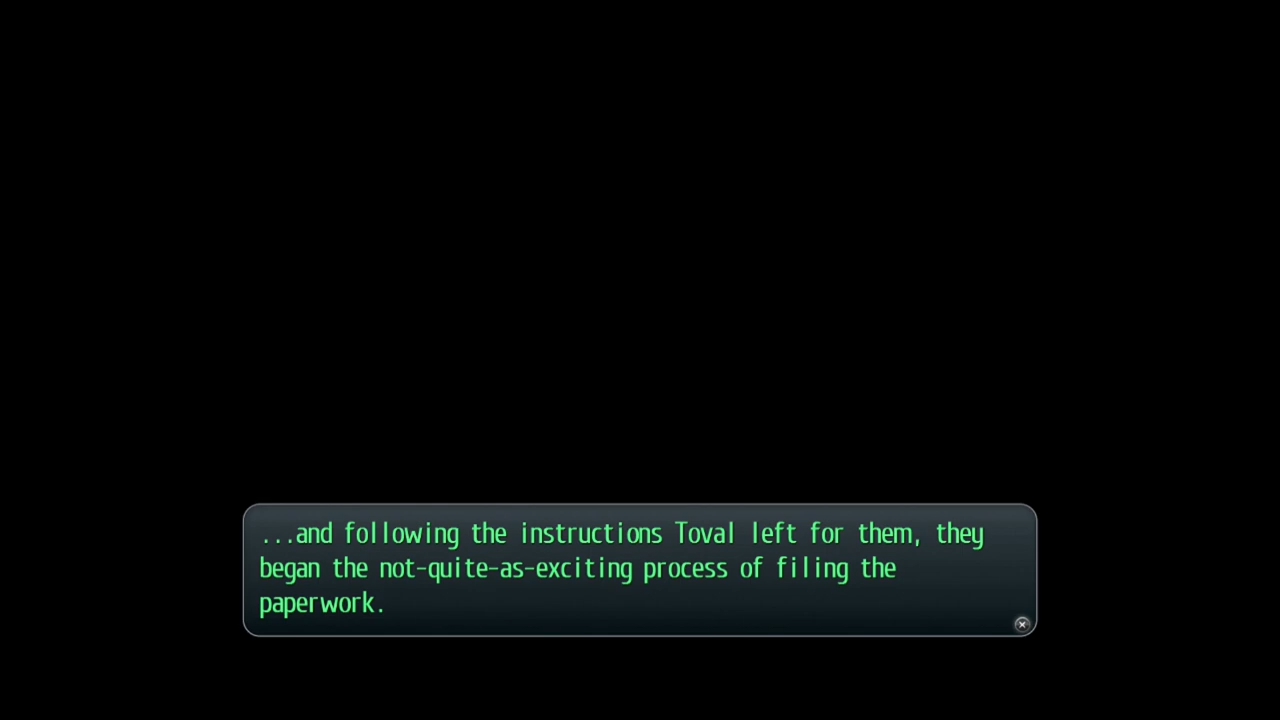 ...and following the instructions Toval left for them, they
began the not-quite-as-exciting process of filing the
paperwork.